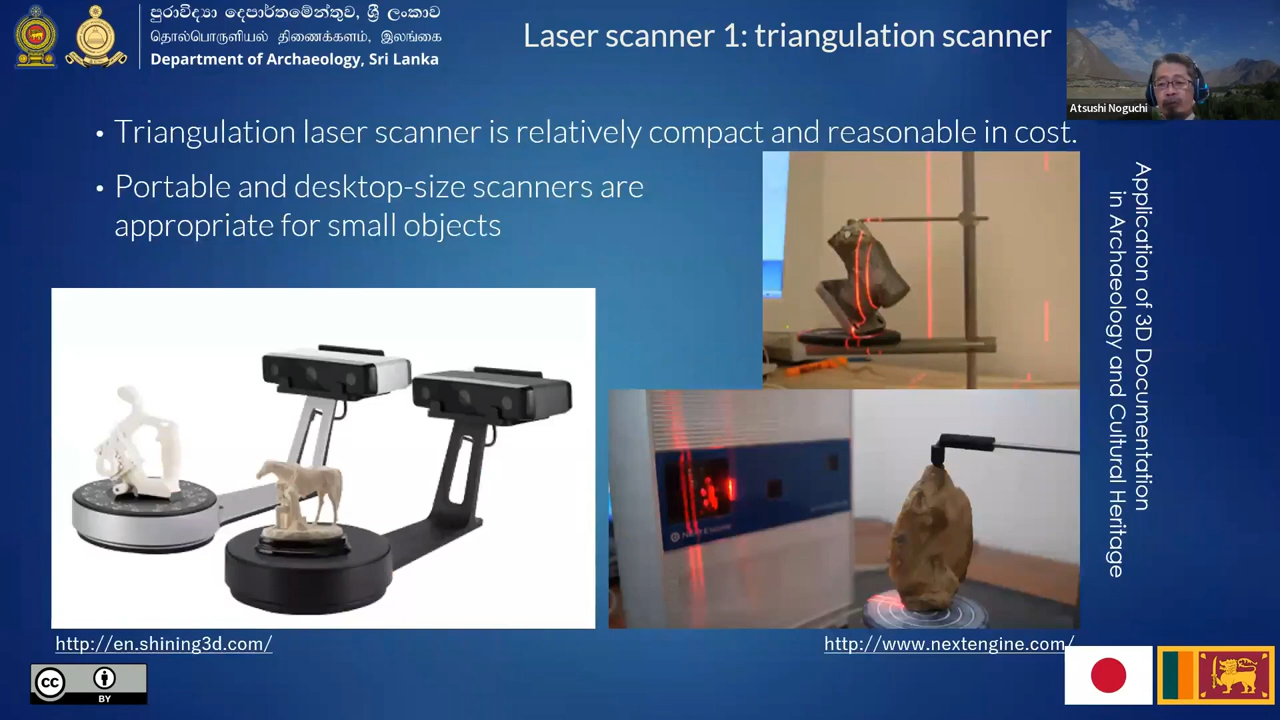 පුරාවිද්‍යා දෙපාර්තමේන්තුව, ශ්‍රී ලංකාව
தொல்பொருளியல் திணைக்களம், இலங்கை
Department of Archaeology, Sri Lanka
Laser scanner 1: triangulation scanner
Atsushi Noguchi
• Triangulation laser scanner is relatively compact and reasonable in cost.
• Portable and desktop-size scanners are
appropriate for small objects
Application of 3D Documentation
in Archaeology and Cultural Heritage
http://en.shining3d.com/
http://www.nextengine.com/
cc
BY